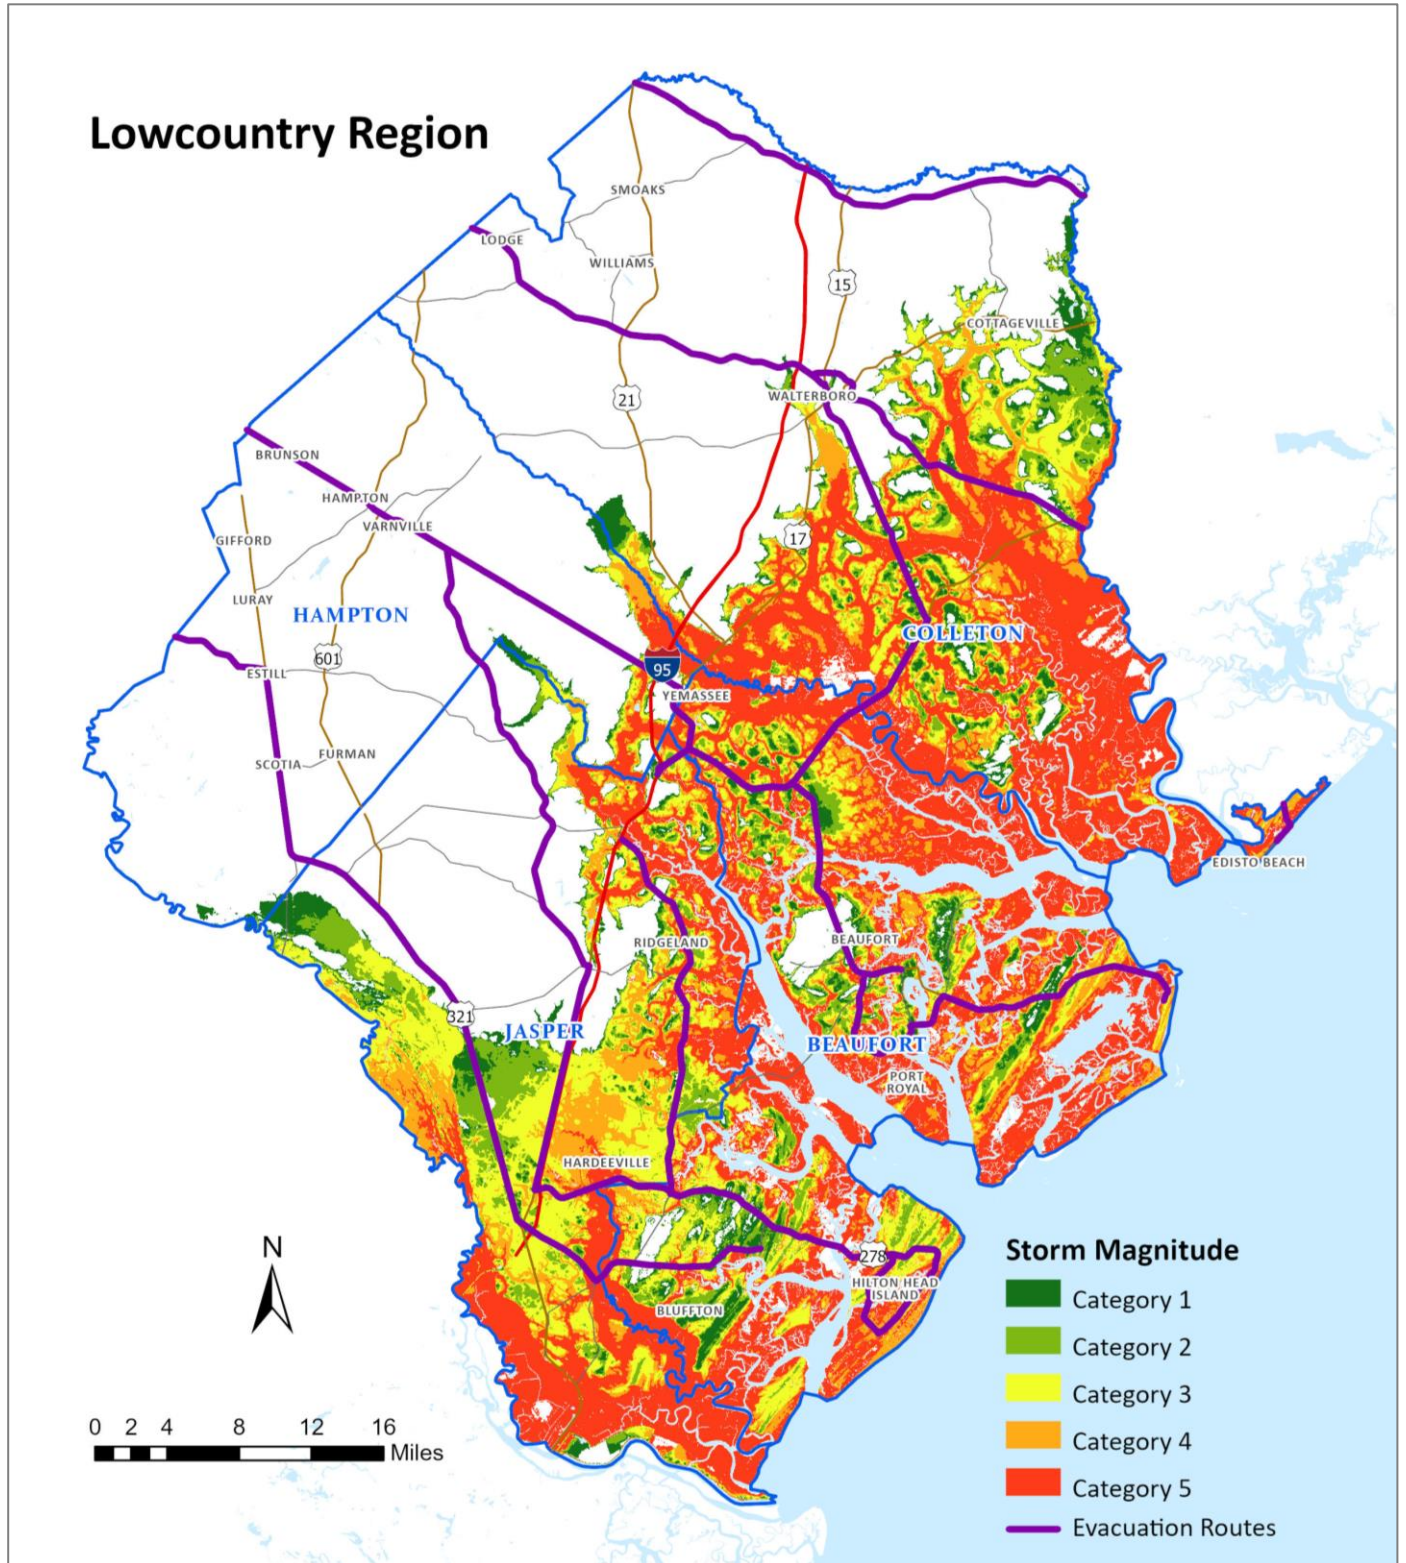 Lowcountry Region
SMOAKS
LODGE
WILLIAMS
15
COTTAGEVILLE
21
WALTERBORO
BRUNSON
HAMPTON
VARNVILLE
GIFFORD
17
LURAY
HAMPTON
COLLETON
601
95
ESTILL
YEMASSEE
SCOTIA
FURMAN
EDISTO BEACH
RIDGELAND
BEAUFORT
321
JASPER
BEAUFORT
PORT
ROYAL
HARDEEVILLE
278
HILTON HEAD
ISLAND
BLUFFTON
N
0 2 4 8 12 16
Miles
Storm Magnitude
Category 1
Category 2
Category 3
Category 4
Category 5
Evacuation Routes